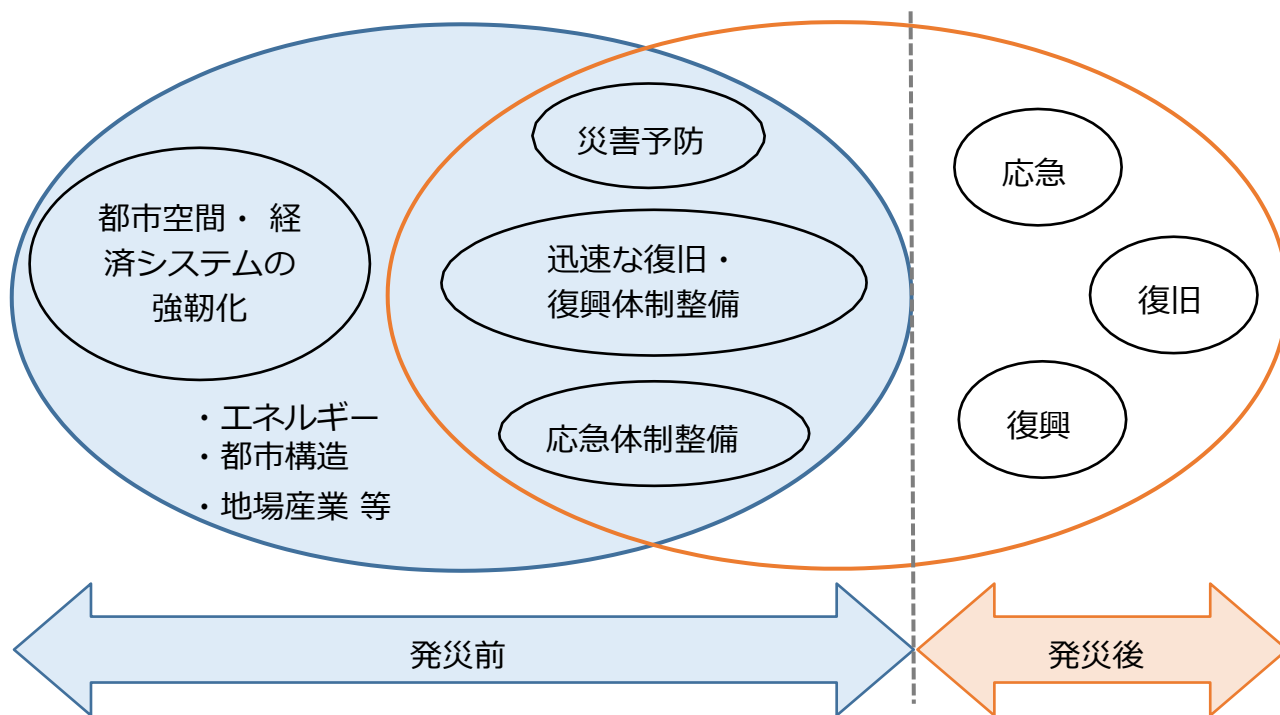 都市空間・ 経
済システムの
強靭化
・エネルギー
・都市構造
・地場産業 等
災害予防
迅速な復旧・
復興体制整備
応急体制整備
応急
復旧
復興
発災前
発災後